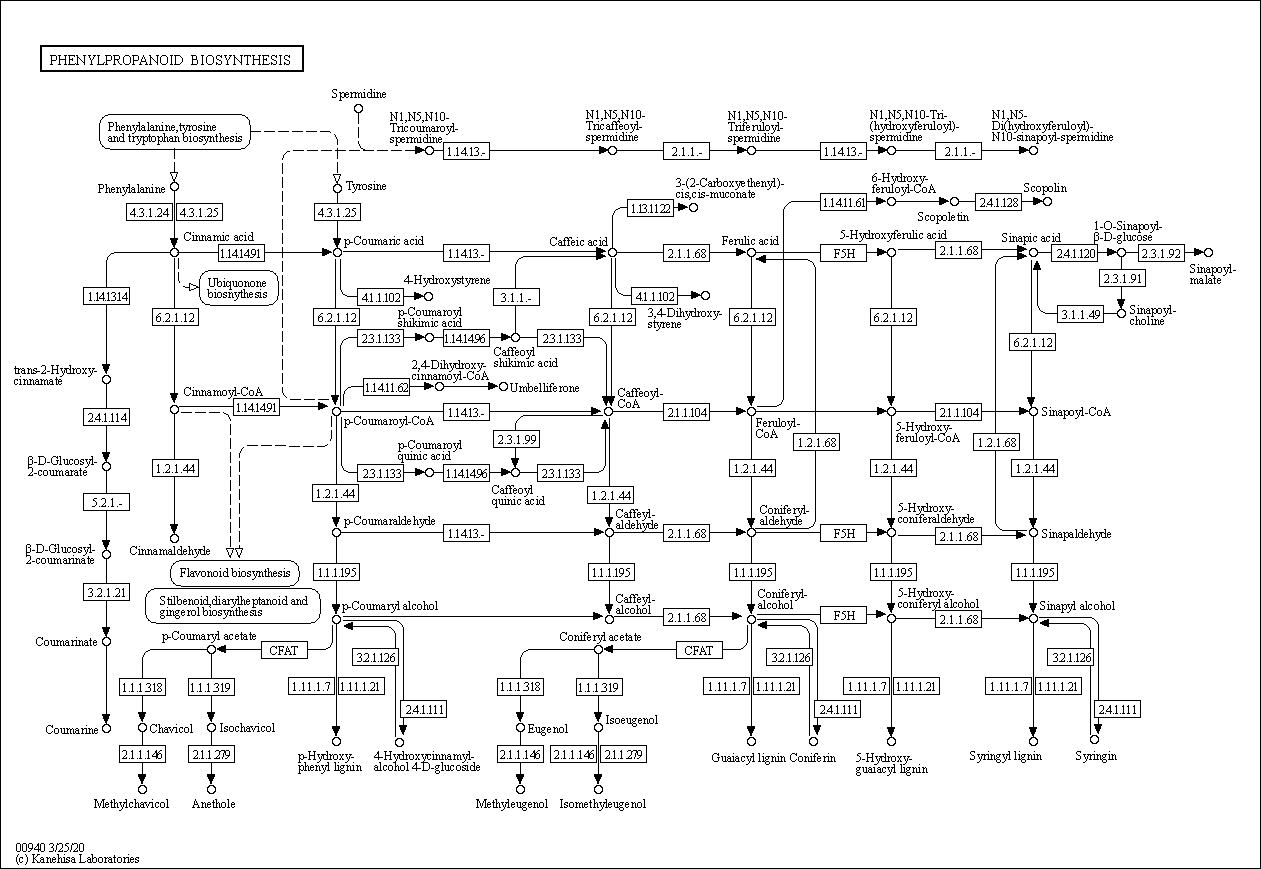 PHENYLPROPANOID BIOSYNTHESIS
Spermidine
Phenylalanine,tyrosine
and tryptophan biosynthesis
N1,N5,N10-
Tricoumaroyl-
spermidine
N1,N5,N10-
Tricaffeoyl-
spermidine
N1,N5,N10-
Triferuloyl-
spermidine
N1,N5,N10-Tri-
(hydroxyferuloyl)-
spermidine
N1,N5-
Di(hydroxyferuloyl)-
N10-sinapoyl-spermidine
1.14.13.-
2.1.1.-
1.14.13.-
2.1.1.-
Phenylalanine
Tyrosine
3-(2-Carboxyethenyl)-
cis,cis-muconate
6-Hydroxy-
feruloyl-CoA
Scopolin
4.3.1.24
4.3.1.25
4.3.1.25
1.13.11.22
1.14.11.61
2.4.1.128
Scopoletin
Cinnamic acid
p-Coumaric acid
Caffeic acid
Ferulic acid
5-Hydroxyferulic acid
Sinapic acid
1-O-Sinapoyl-
β-D-glucose
1.14.14.91
1.14.13.-
2.1.1.68
F5H
2.1.1.68
2.4.1.120
2.3.1.92
Sinapoyl-
malate
Ubiquonone
biosnythesis
4-Hydroxystyrene
2.3.1.91
1.14.13.14
4.1.1.102
3.1.1.-
4.1.1.102
3,4-Dihydroxy-
styrene
3.1.1.49
Sinapoyl-
choline
6.2.1.12
6.2.1.12
p-Coumaroyl
shikimic acid
6.2.1.12
6.2.1.12
6.2.1.12
6.2.1.12
2.3.1.133
1.14.14.96
2.3.1.133
Caffeoyl
shikimic acid
trans-2-Hydroxy-
cinnamate
2,4-Dihydroxy-
cinnamoyl-CoA
1.14.11.62
Umbelliferone
Cinnamoyl-CoA
1.14.14.91
p-Coumaroyl-CoA
1.14.13.-
Caffeoyl-
CoA
2.1.1.104
Feruloyl-
CoA
5-Hydroxy-
feruloyl-CoA
2.1.1.104
Sinapoyl-CoA
2.4.1.114
2.3.1.99
1.2.1.68
1.2.1.68
β-D-Glucosyl-
2-coumarate
1.2.1.44
p-Coumaroyl
quinic acid
2.3.1.133
1.14.14.96
2.3.1.133
Caffeoyl
quinic acid
1.2.1.44
1.2.1.44
1.2.1.44
1.2.1.44
1.2.1.44
5.2.1.-
p-Coumaraldehyde
Caffeyl-
aldehyde
Coniferyl-
aldehyde
5-Hydroxy-
coniferaldehyde
Sinapaldehyde
1.14.13.-
2.1.1.68
F5H
2.1.1.68
β-D-Glucosyl-
2-coumarinate
Cinnamaldehyde
Flavonoid biosynthesis
1.1.1.195
1.1.1.195
1.1.1.195
1.1.1.195
1.1.1.195
3.2.1.21
Stilbenoid,diarylheptanoid and
gingerol biosynthesis
p-Coumaryl alcohol
Caffeyl-
alcohol
Coniferyl-
alcohol
5-Hydroxy-
coniferyl alcohol
Sinapyl alcohol
2.1.1.68
F5H
2.1.1.68
Coumarinate
p-Coumaryl acetate
CFAT
Coniferyl acetate
CFAT
3.2.1.126
3.2.1.126
3.2.1.126
1.1.1.318
1.1.1.319
1.11.1.7
1.11.1.21
1.1.1.318
1.1.1.319
1.11.1.7
1.11.1.21
1.11.1.7
1.11.1.21
1.11.1.7
1.11.1.21
2.4.1.111
2.4.1.111
2.4.1.111
Coumarine
Chavicol
Isochavicol
Eugenol
Isoeugenol
2.1.1.146
2.1.1.279
p-Hydroxy-
phenyl lignin
4-Hydroxycinnamyl-
alcohol 4-D-glucoside
2.1.1.146
2.1.1.146
2.1.1.279
Guaiacyl lignin
Coniferin
5-Hydroxy-
guaiacyl lignin
Syringyl lignin
Syringin
Methylchavicol
Anethole
Methyleugenol
Isomethyleugenol
00940 3/25/20
(c) Kanehisa Laboratories